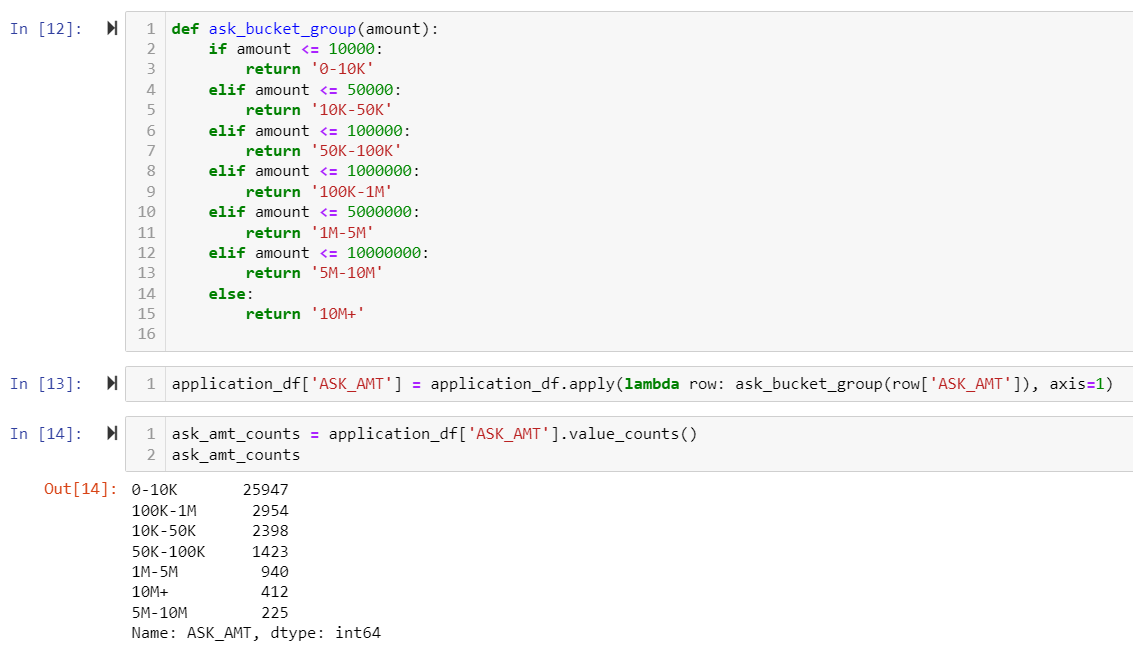 In [12]:
1 def ask_bucket_group(amount):
2     if amount <= 10000:
3         return '0-10K'
4     elif amount <= 50000:
5         return '10K-50K'
6     elif amount <= 100000:
7         return '50K-100K'
8     elif amount <= 1000000:
9         return '100K-1M'
10     elif amount <= 5000000:
11         return '1M-5M'
12     elif amount <= 10000000:
13         return '5M-10M'
14     else:
15         return '10M+'
16
In [13]:
1 application_df['ASK_AMT'] = application_df.apply(lambda row: ask_bucket_group(row['ASK_AMT']), axis=1)
In [14]:
1 ask_amt_counts = application_df['ASK_AMT'].value_counts()
2 ask_amt_counts
Out[14]:
0-10K       25947
100K-1M      2954
10K-50K      2398
50K-100K     1423
1M-5M         940
10M+          412
5M-10M        225
Name: ASK_AMT, dtype: int64